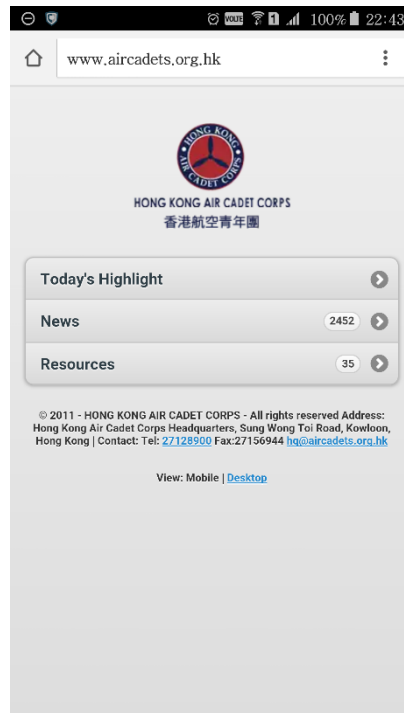 VOLTE 1 100% 22:43
www.aircadets.org.hk
HONG KONG
AIR CADET CORPS
HONG KONG AIR CADET CORPS
香港航空青年團
Today's Highlight
News 2452
Resources 35
© 2011 - HONG KONG AIR CADET CORPS - All rights reserved Address:
Hong Kong Air Cadet Corps Headquarters, Sung Wong Toi Road, Kowloon,
Hong Kong | Contact: Tel: 27128900 Fax:27156944 hq@aircadets.org.hk
View: Mobile | Desktop